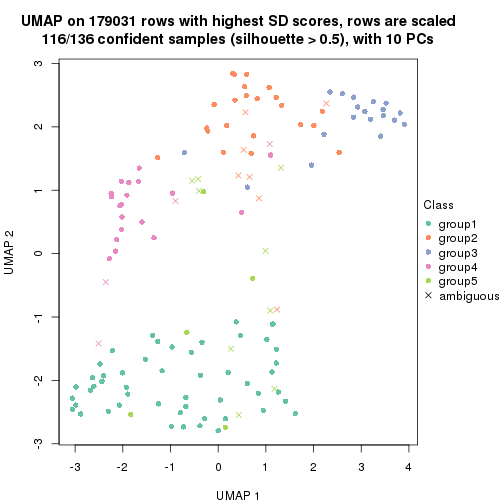 UMAP on 179031 rows with highest SD scores, rows are scaled
116/136 confident samples (silhouette > 0.5), with 10 PCs
3
2
1
0
-1
-2
-3
UMAP 2
-3
-2
-1
0
1
2
3
4
UMAP 1
Class
group1
group2
group3
group4
group5
ambiguous